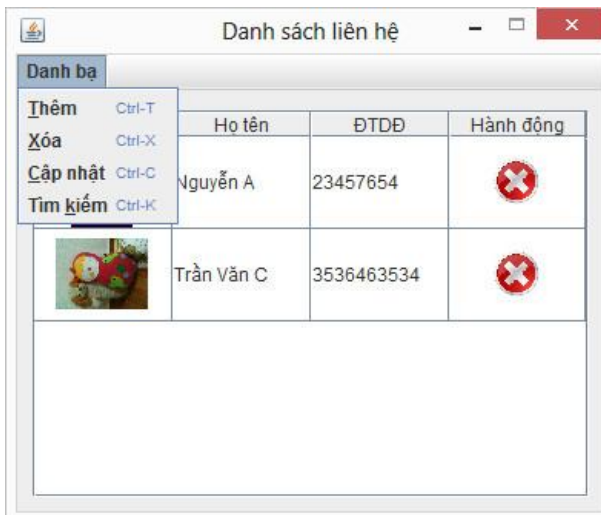 Danh sách liên hệ
Danh bạ
Thêm Ctrl-T
Xóa Ctrl-X
Cập nhật Ctrl-C
Tìm kiếm Ctrl-K
Họ tên ĐTDĐ Hành động
Nguyễn A 23457654
Trần Văn C 3536463534